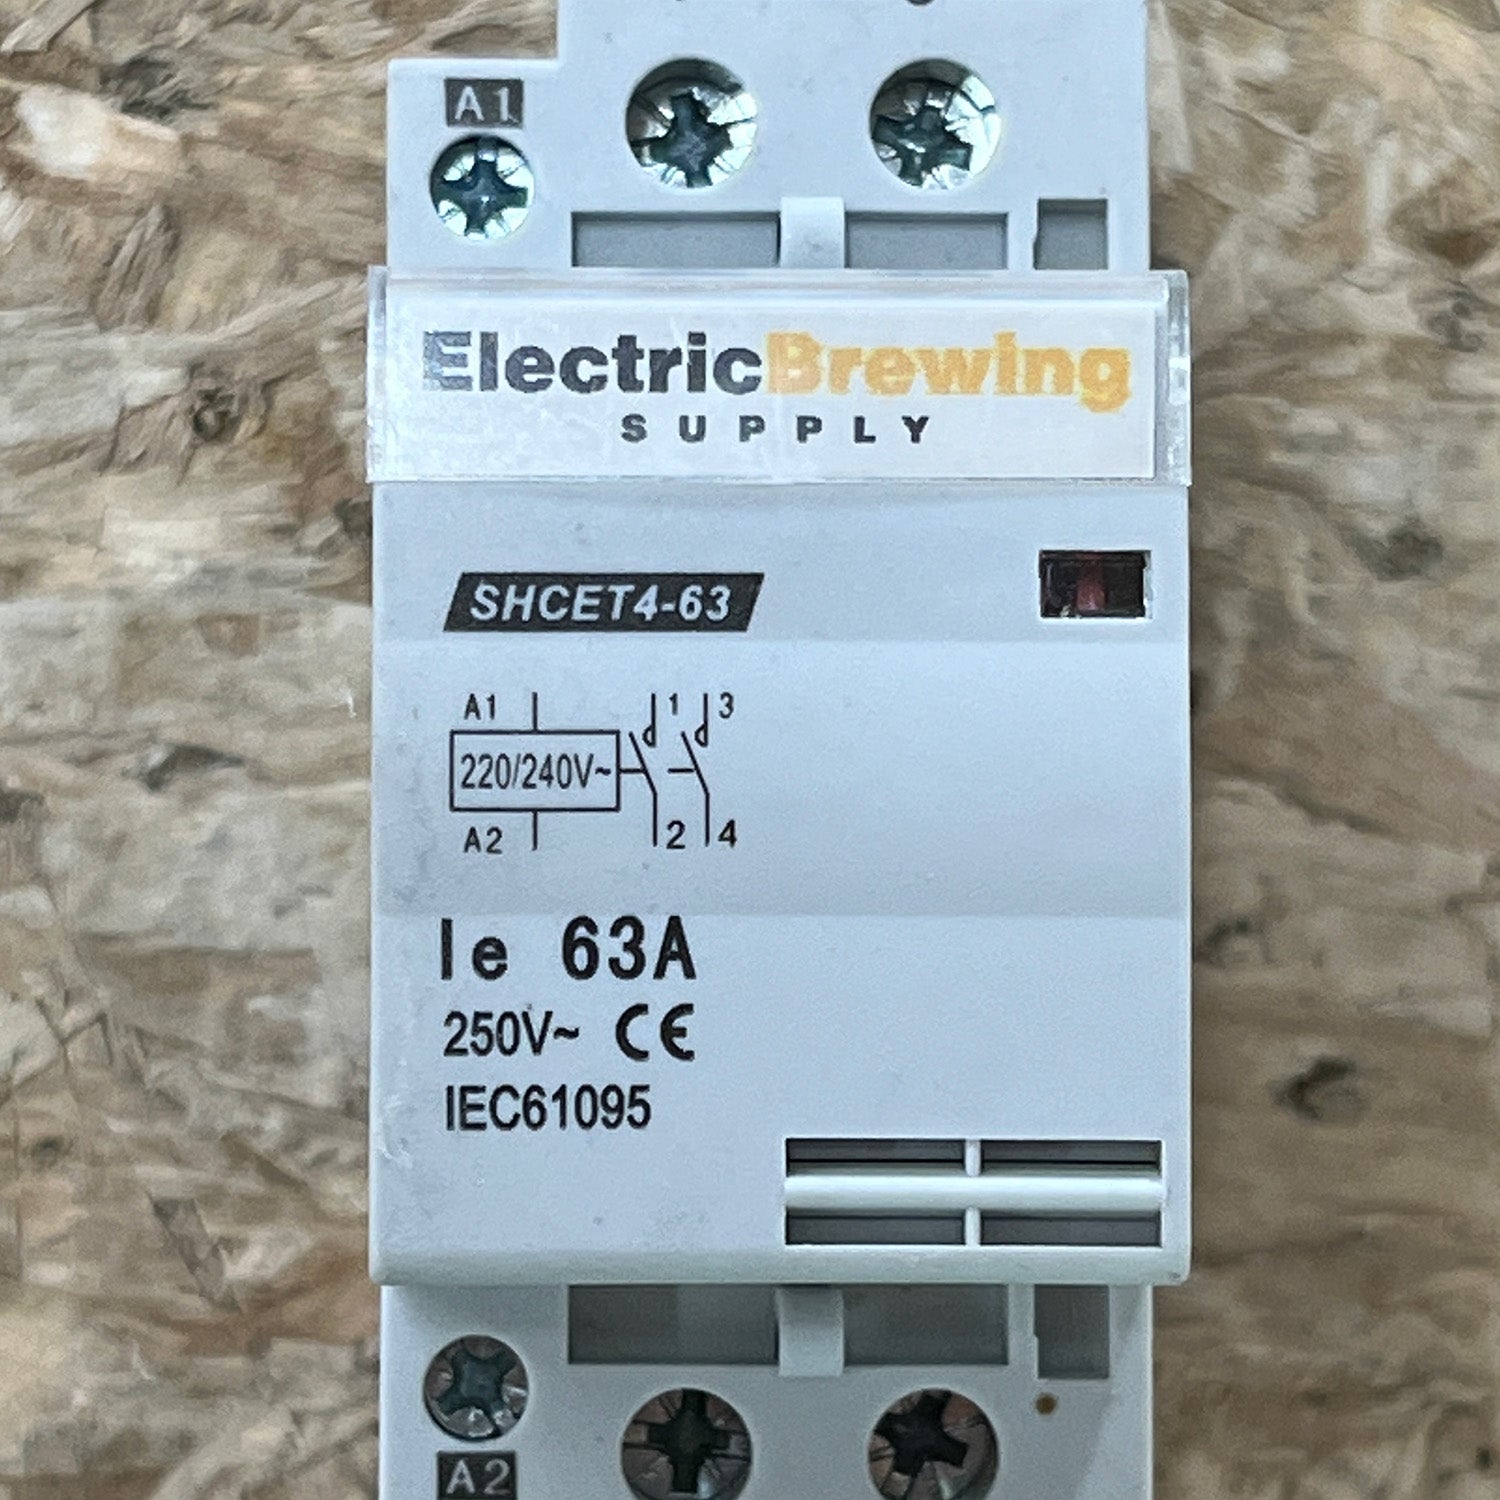 A1
ElectricBrewing
SUPPLY
SHCET4-63
A1 1 3
220/240V~
A2 2 4
Ie 63A
250V~ CE
IEC61095
A2